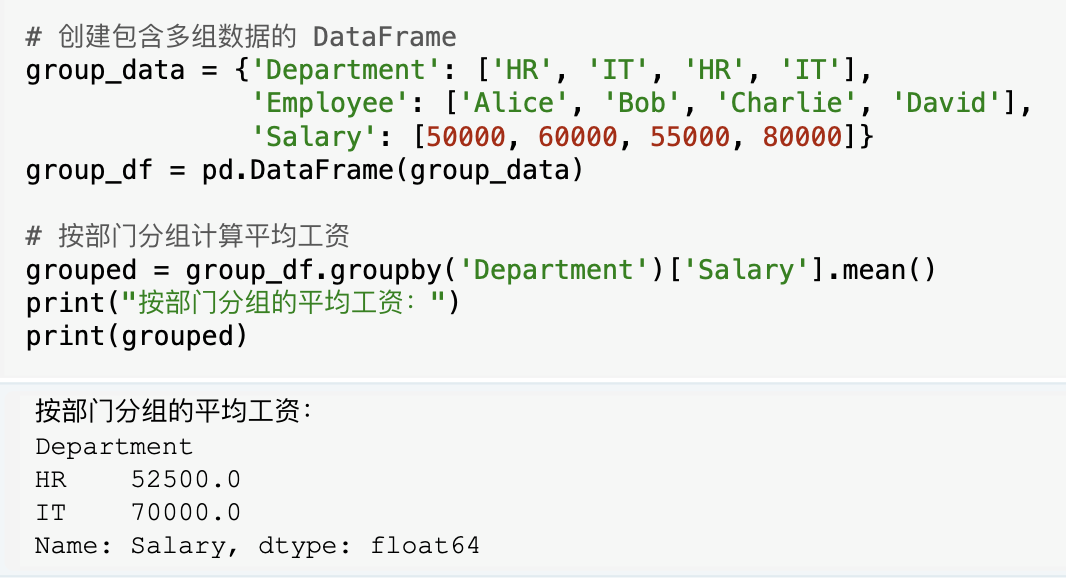 # 创建包含多组数据的 DataFrame
group_data = {'Department': ['HR', 'IT', 'HR', 'IT'],
              'Employee': ['Alice', 'Bob', 'Charlie', 'David'],
              'Salary': [50000, 60000, 55000, 80000]}
group_df = pd.DataFrame(group_data)
# 按部门分组计算平均工资
grouped = group_df.groupby('Department')['Salary'].mean()
print("按部门分组的平均工资：")
print(grouped)
按部门分组的平均工资：
Department
HR    52500.0
IT    70000.0
Name: Salary, dtype: float64